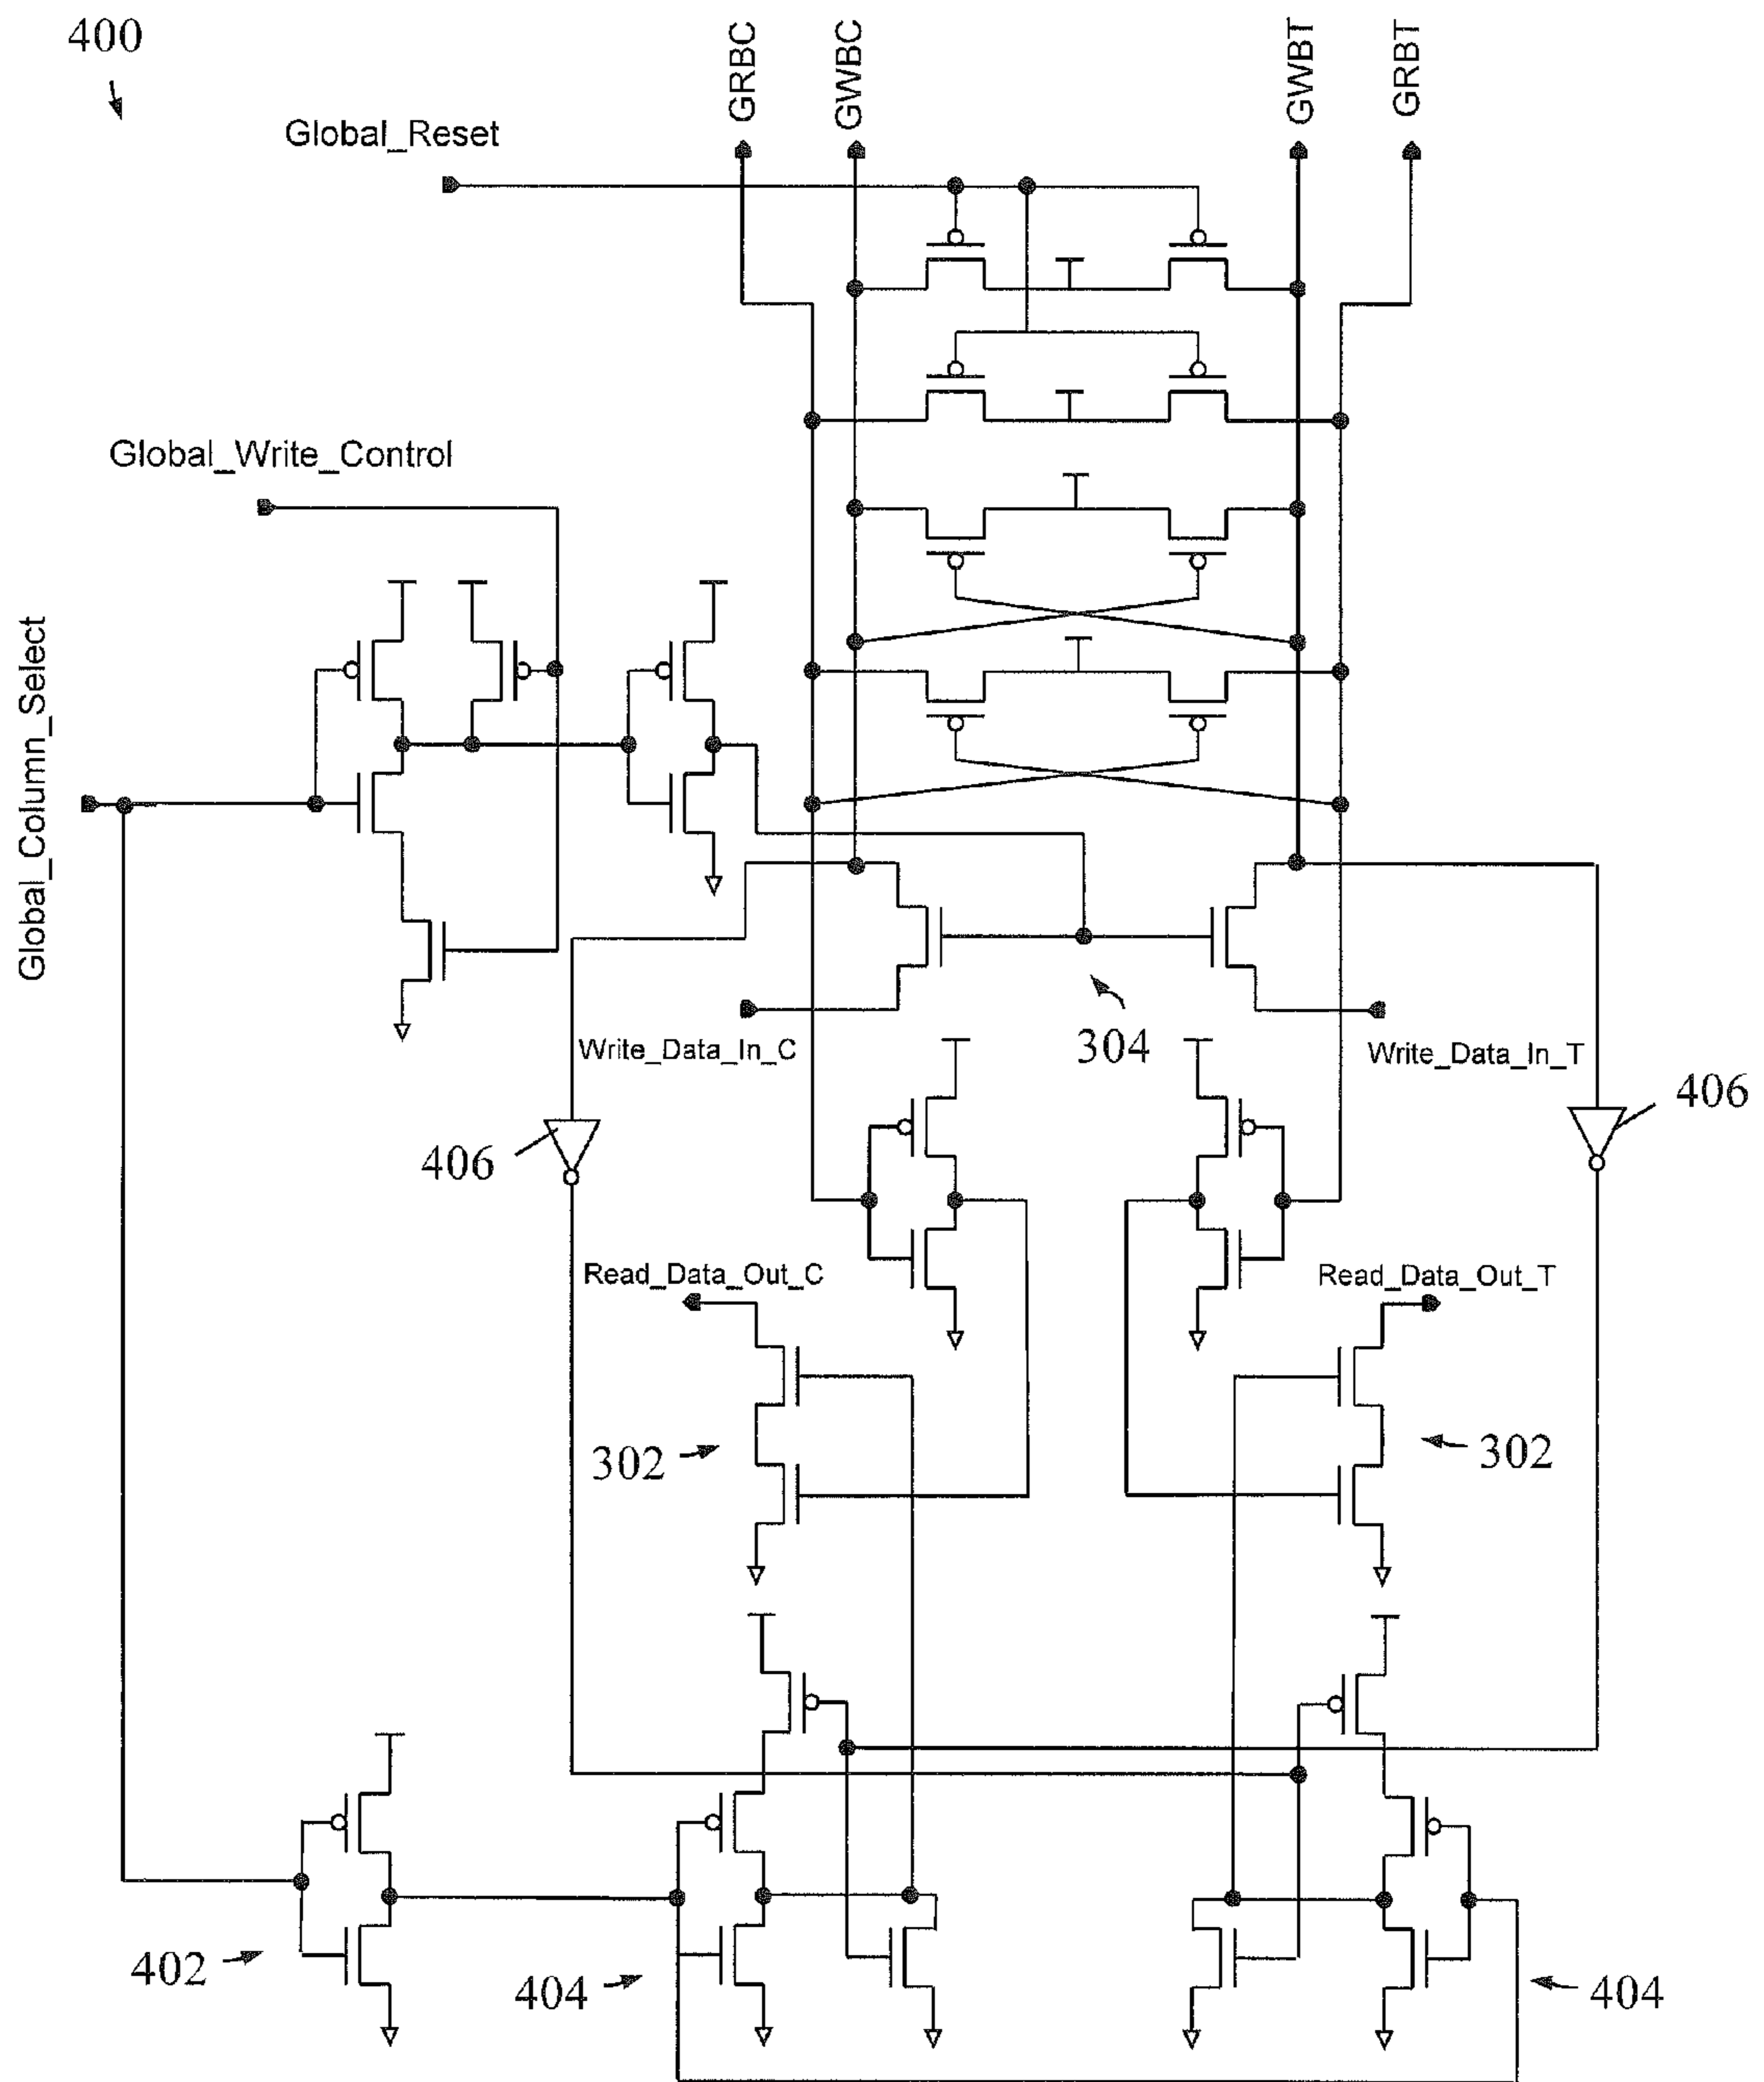 400
GRBC
GWBC
GWBT
GRBT
Global_Reset
Global_Write_Control
Global_Column_Select
Write_Data_In_C
304
Write_Data_In_T
406
406
Read_Data_Out_C
Read_Data_Out_T
302
302
402
404
404